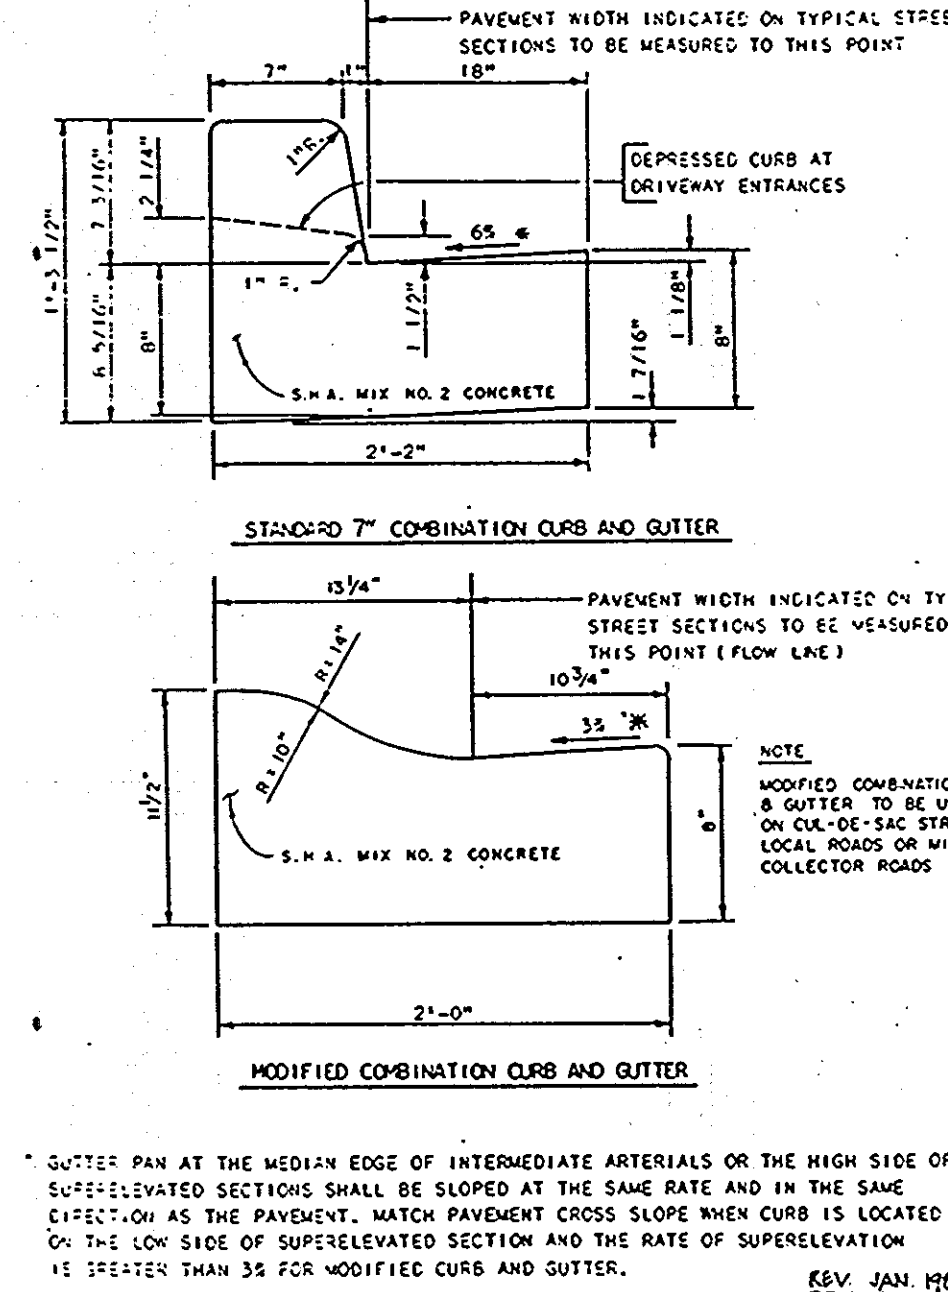 PAVEMENT WIDTH INDICATED ON TYPICAL
SECTIONS TO BE MEASURED TO THIS POINT
7"
1"
18"
1" R.
DEPRESSED CURB AT
DRIVEWAY ENTRANCES
1'-3 1/2"
7 3/16"
2 1/4"
6%
1"
1 1/2"
1 1/8"
8"
5/16"
8"
1 7/16"
S.H.A. MIX NO. 2 CONCRETE
2'-2"
STANDARD 7" COMBINATION CURB AND GUTTER
13 1/4"
PAVEMENT WIDTH INDICATED ON
STREET SECTIONS TO BE MEASURED
THIS POINT (FLOW LINE)
10 3/4"
R = 14"
R = 10"
3% *
11 1/2"
8"
NOTE
MODIFIED
& GUTTER TO BE
ON CUL-DE-SAC
LOCAL ROADS OR
COLLECTOR ROADS
S.H.A. MIX NO. 2 CONCRETE
2'-0"
MODIFIED COMBINATION CURB AND GUTTER
* GUTTER PAN AT THE MEDIAN EDGE OF INTERMEDIATE ARTERIALS OR THE HIGH SIDE OF
SUPERELEVATED SECTIONS SHALL BE SLOPED AT THE SAME RATE AND IN THE SAME
DIRECTION AS THE PAVEMENT. MATCH PAVEMENT CROSS SLOPE WHEN CURB IS LOCATED
ON THE LOW SIDE OF SUPERELEVATED SECTION AND THE RATE OF SUPERELEVATION
IS GREATER THAN 3% FOR MODIFIED CURB AND GUTTER.
REV. JAN.